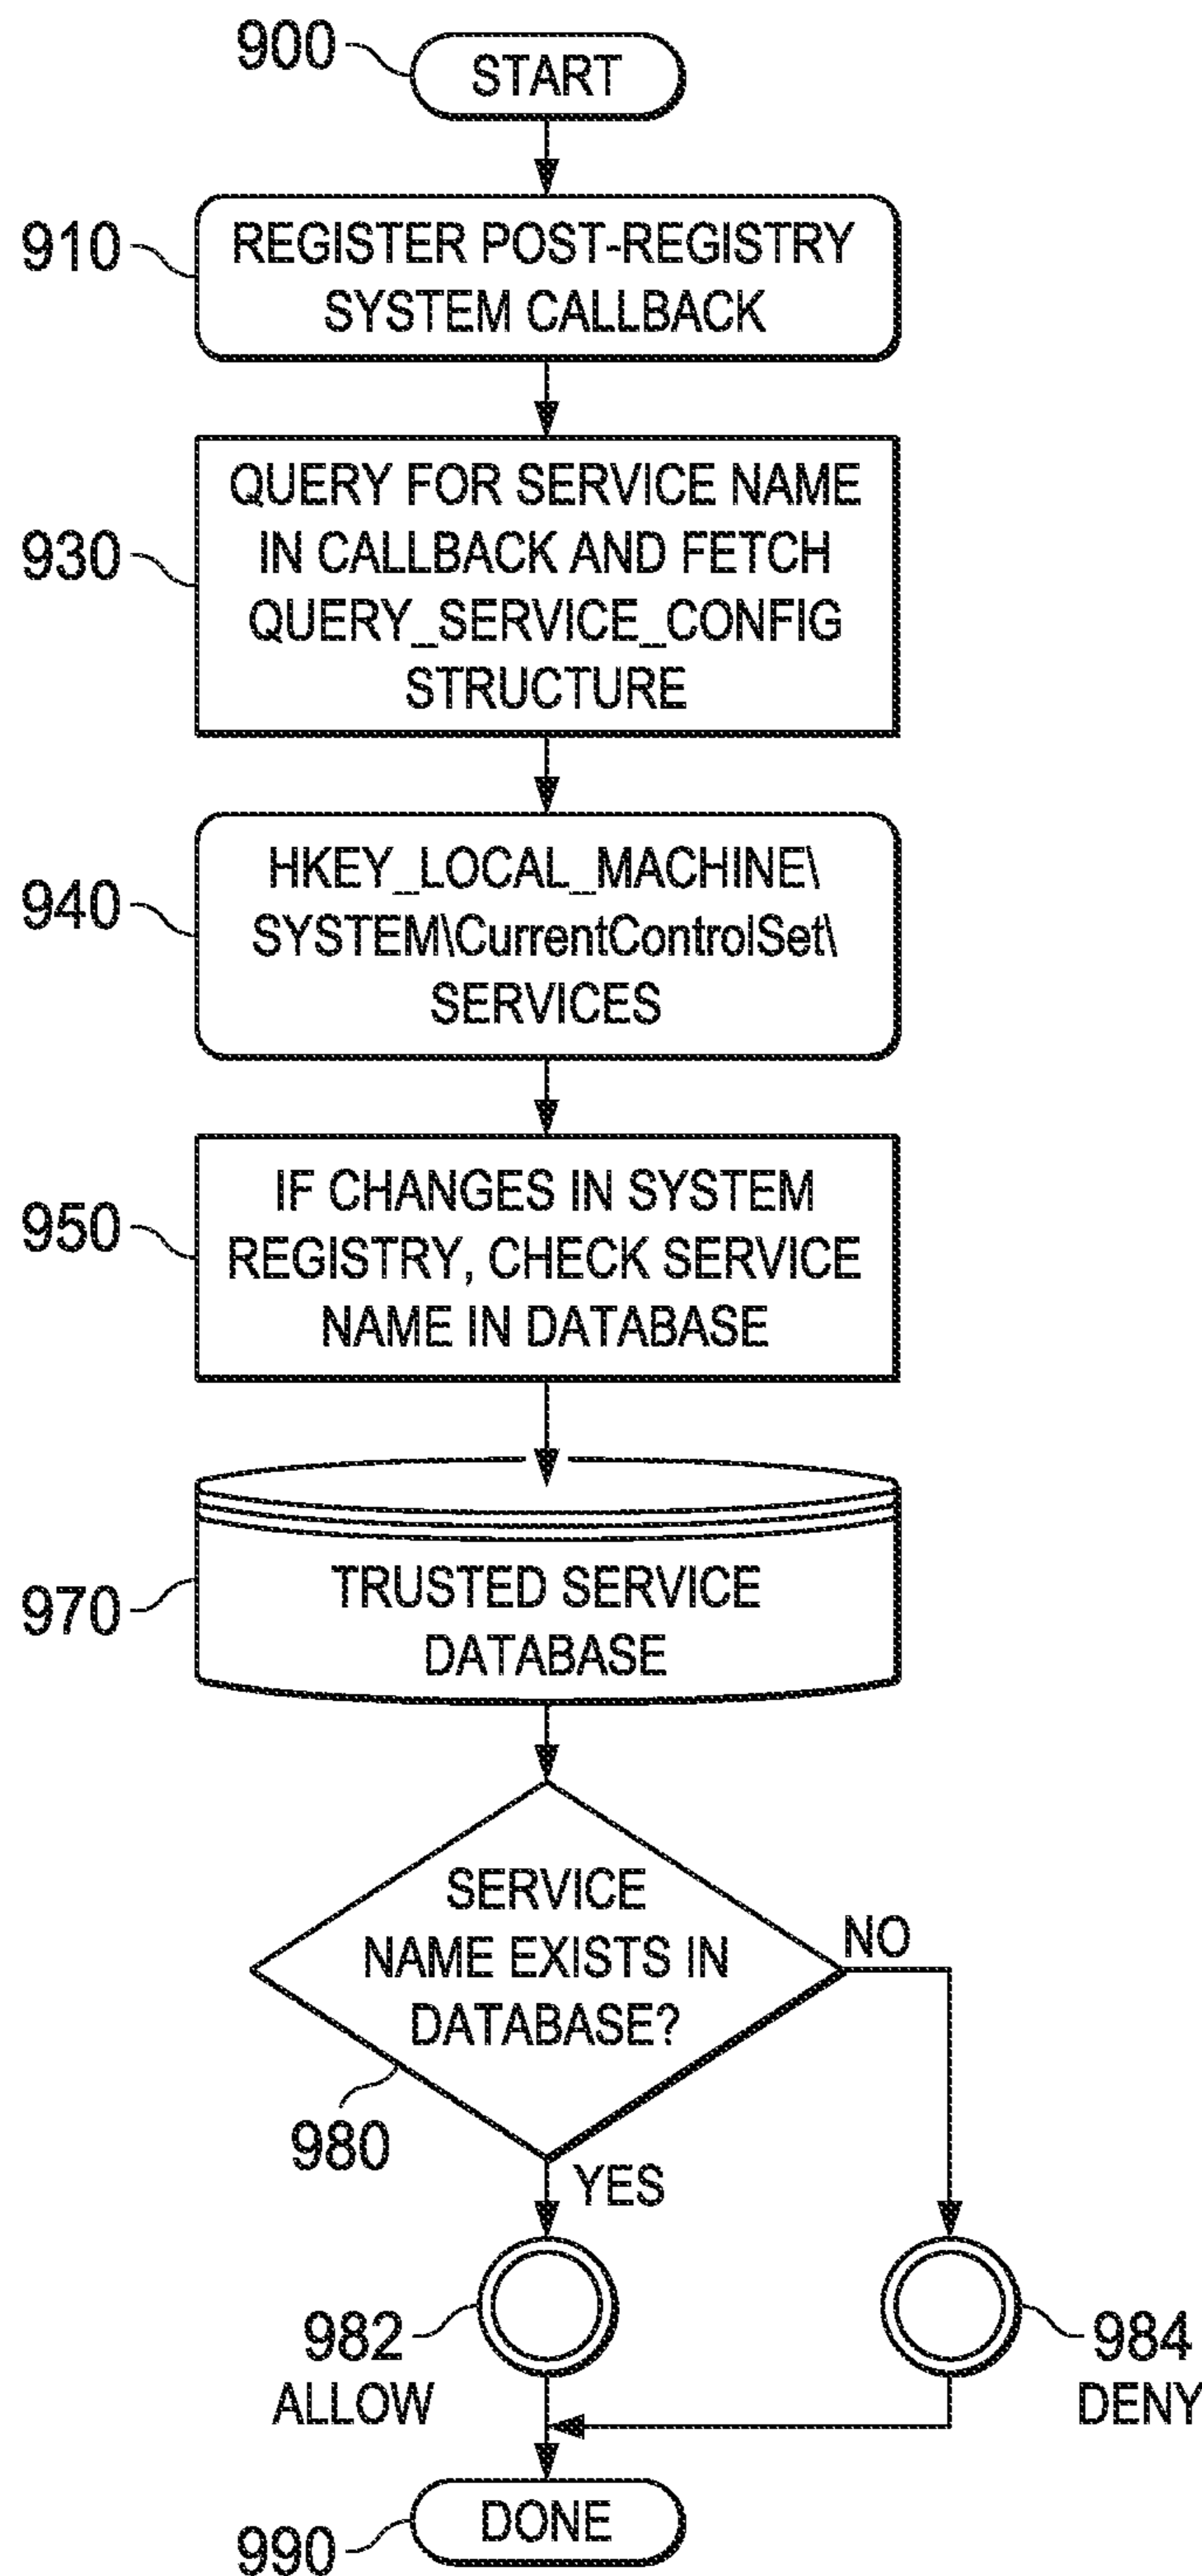 900
START
910
REGISTER POST-REGISTRY
SYSTEM CALLBACK
930
QUERY FOR SERVICE NAME
IN CALLBACK AND FETCH
QUERY_SERVICE_CONFIG
STRUCTURE
940
HKEY_LOCAL_MACHINE\
SYSTEM\CurrentControlSet\
SERVICES
950
IF CHANGES IN SYSTEM
REGISTRY, CHECK SERVICE
NAME IN DATABASE
970
TRUSTED SERVICE
DATABASE
SERVICE
NAME EXISTS IN
DATABASE?
NO
980
YES
982
ALLOW
984
DENY
DONE
990